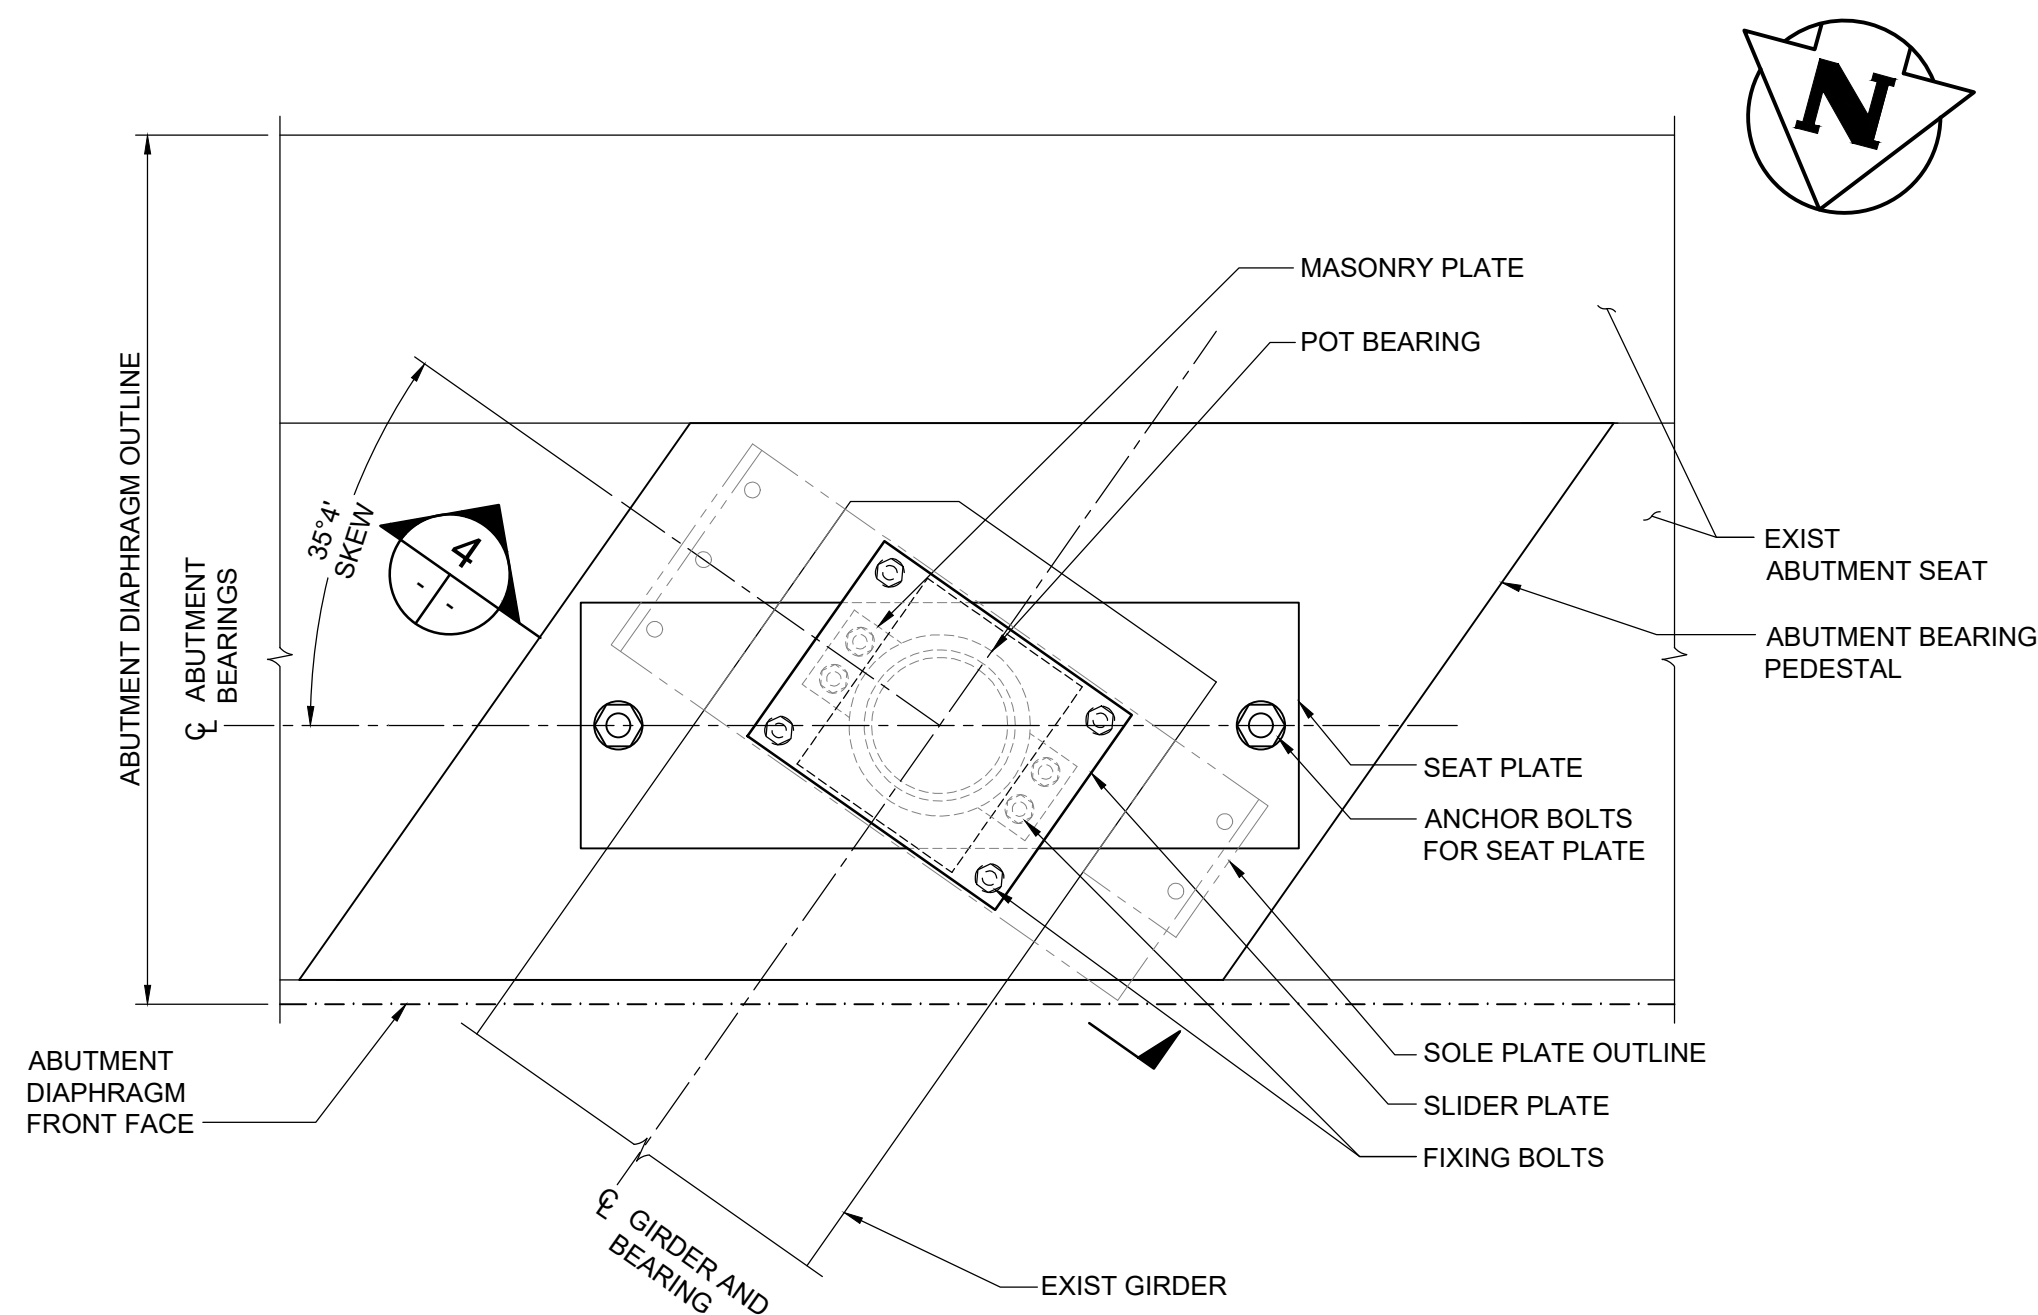 N
MASONRY PLATE
POT BEARING
ABUTMENT DIAPHRAGM OUTLINE
℄ ABUTMENT
BEARINGS
35°4'
SKEW
4
- -
EXIST
ABUTMENT SEAT
ABUTMENT BEARING
PEDESTAL
SEAT PLATE
ANCHOR BOLTS
FOR SEAT PLATE
SOLE PLATE OUTLINE
SLIDER PLATE
FIXING BOLTS
ABUTMENT
DIAPHRAGM
FRONT FACE
℄ GIRDER AND
BEARING
EXIST GIRDER